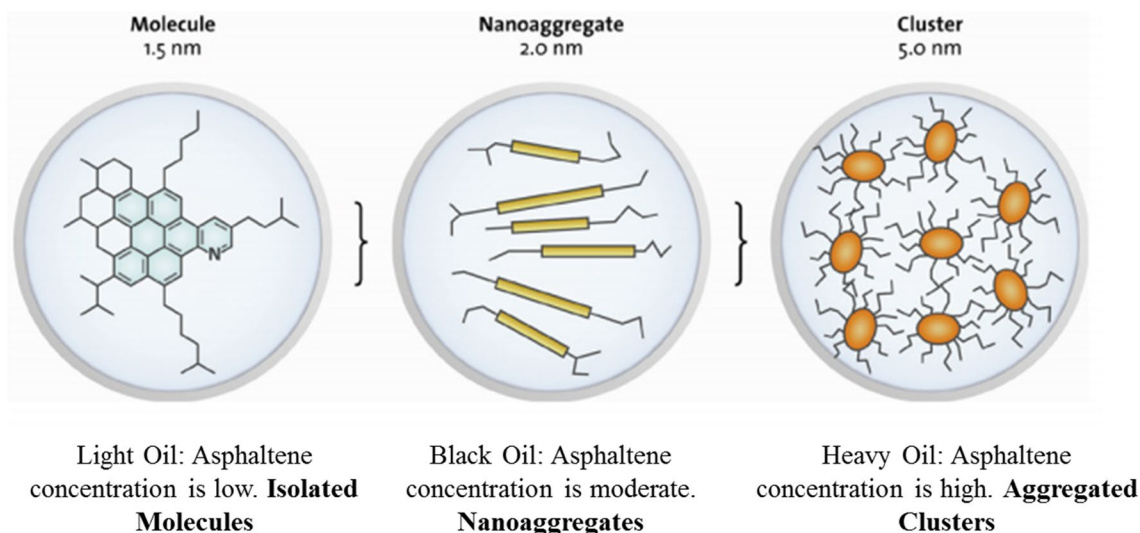 Molecule
1.5 nm
Nanoaggregate
2.0 nm
Cluster
5.0 nm
N
Light Oil: Asphaltene
concentration is low. Isolated
Molecules
Black Oil: Asphaltene
concentration is moderate.
Nanoaggregates
Heavy Oil: Asphaltene
concentration is high. Aggregated
Clusters